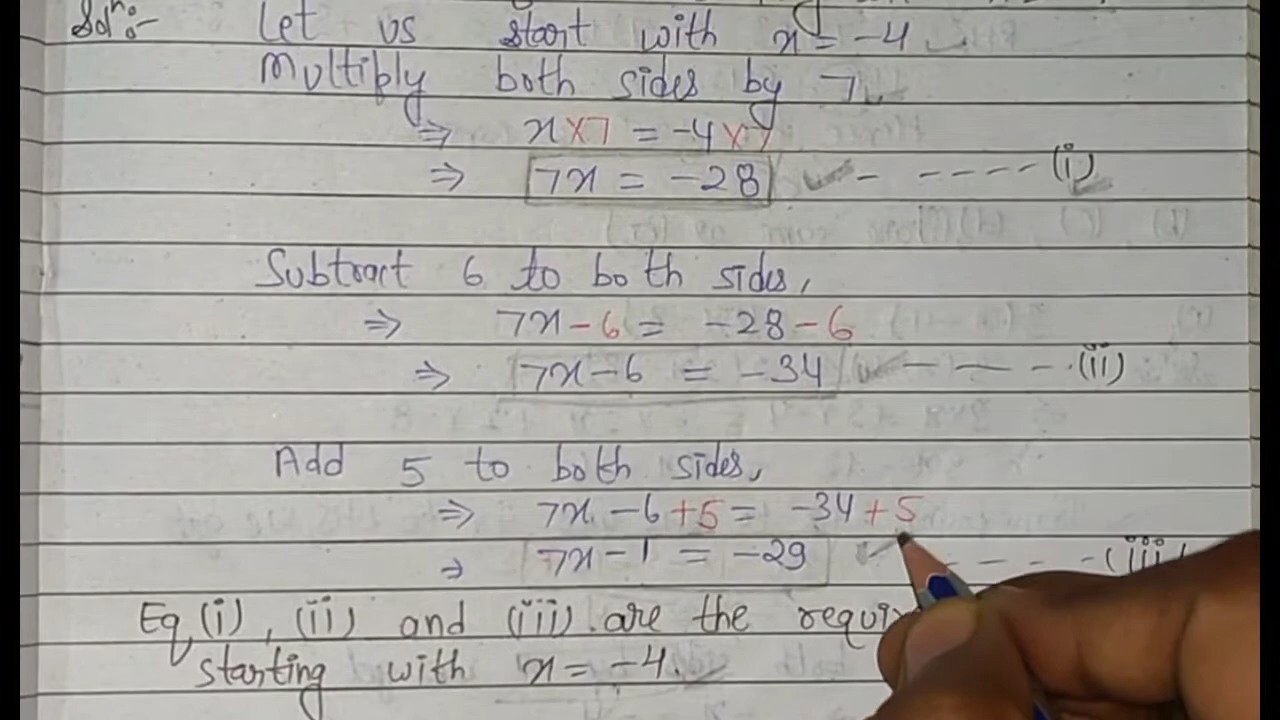 Solⁿ:- Let us start with x = -4
Multiply both sides by 7
⇒ x×7 = -4×7
⇒ 7x = -28 ✓- ---- (i)
Subtract 6 to both sides,
⇒ 7x-6 = -28-6
⇒ 7x-6 = -34 ✓- — - - (ii)
Add 5 to both sides,
⇒ 7x-6+5 = -34+5
⇒ 7x-1 = -29 ✓ - - - - (iii)
Eq (i), (ii) and (iii) are the
starting with x = -4.